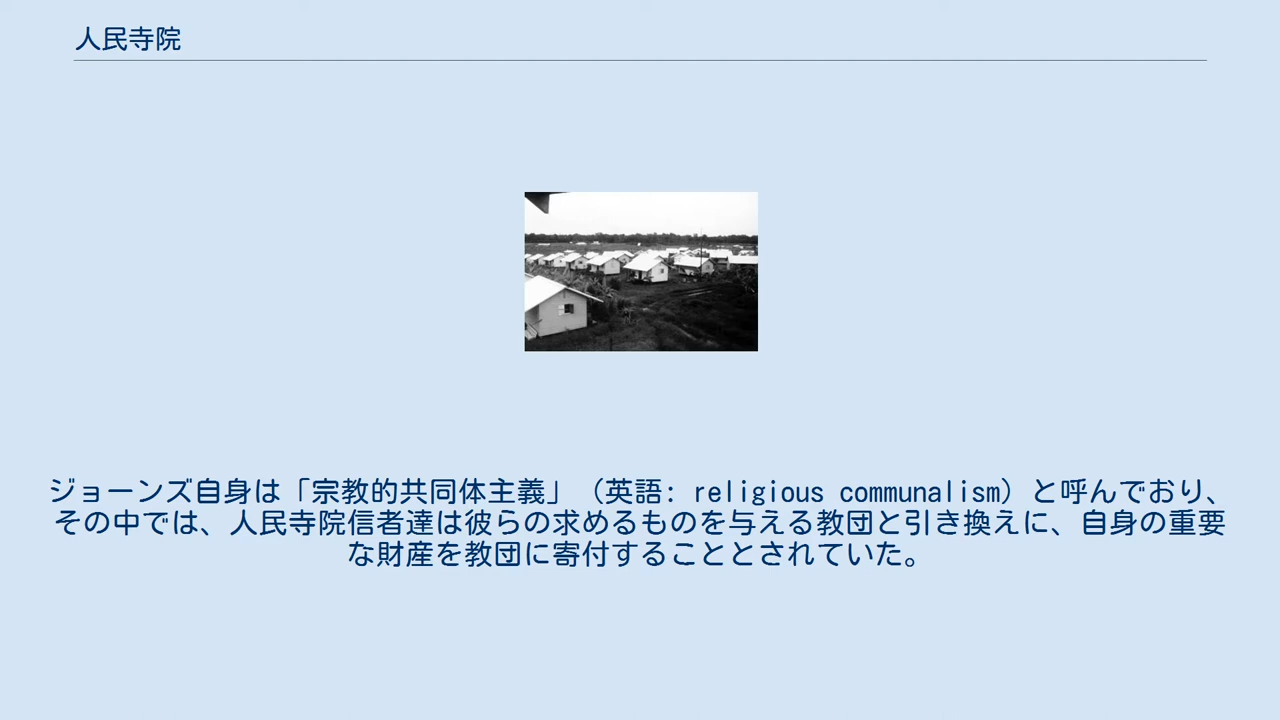 人民寺院
ジョーンズ自身は「宗教的共同体主義」（英語: religious communalism）と呼んでおり、
その中では、人民寺院信者達は彼らの求めるものを与える教団と引き換えに、自身の重要
な財産を教団に寄付することとされていた。